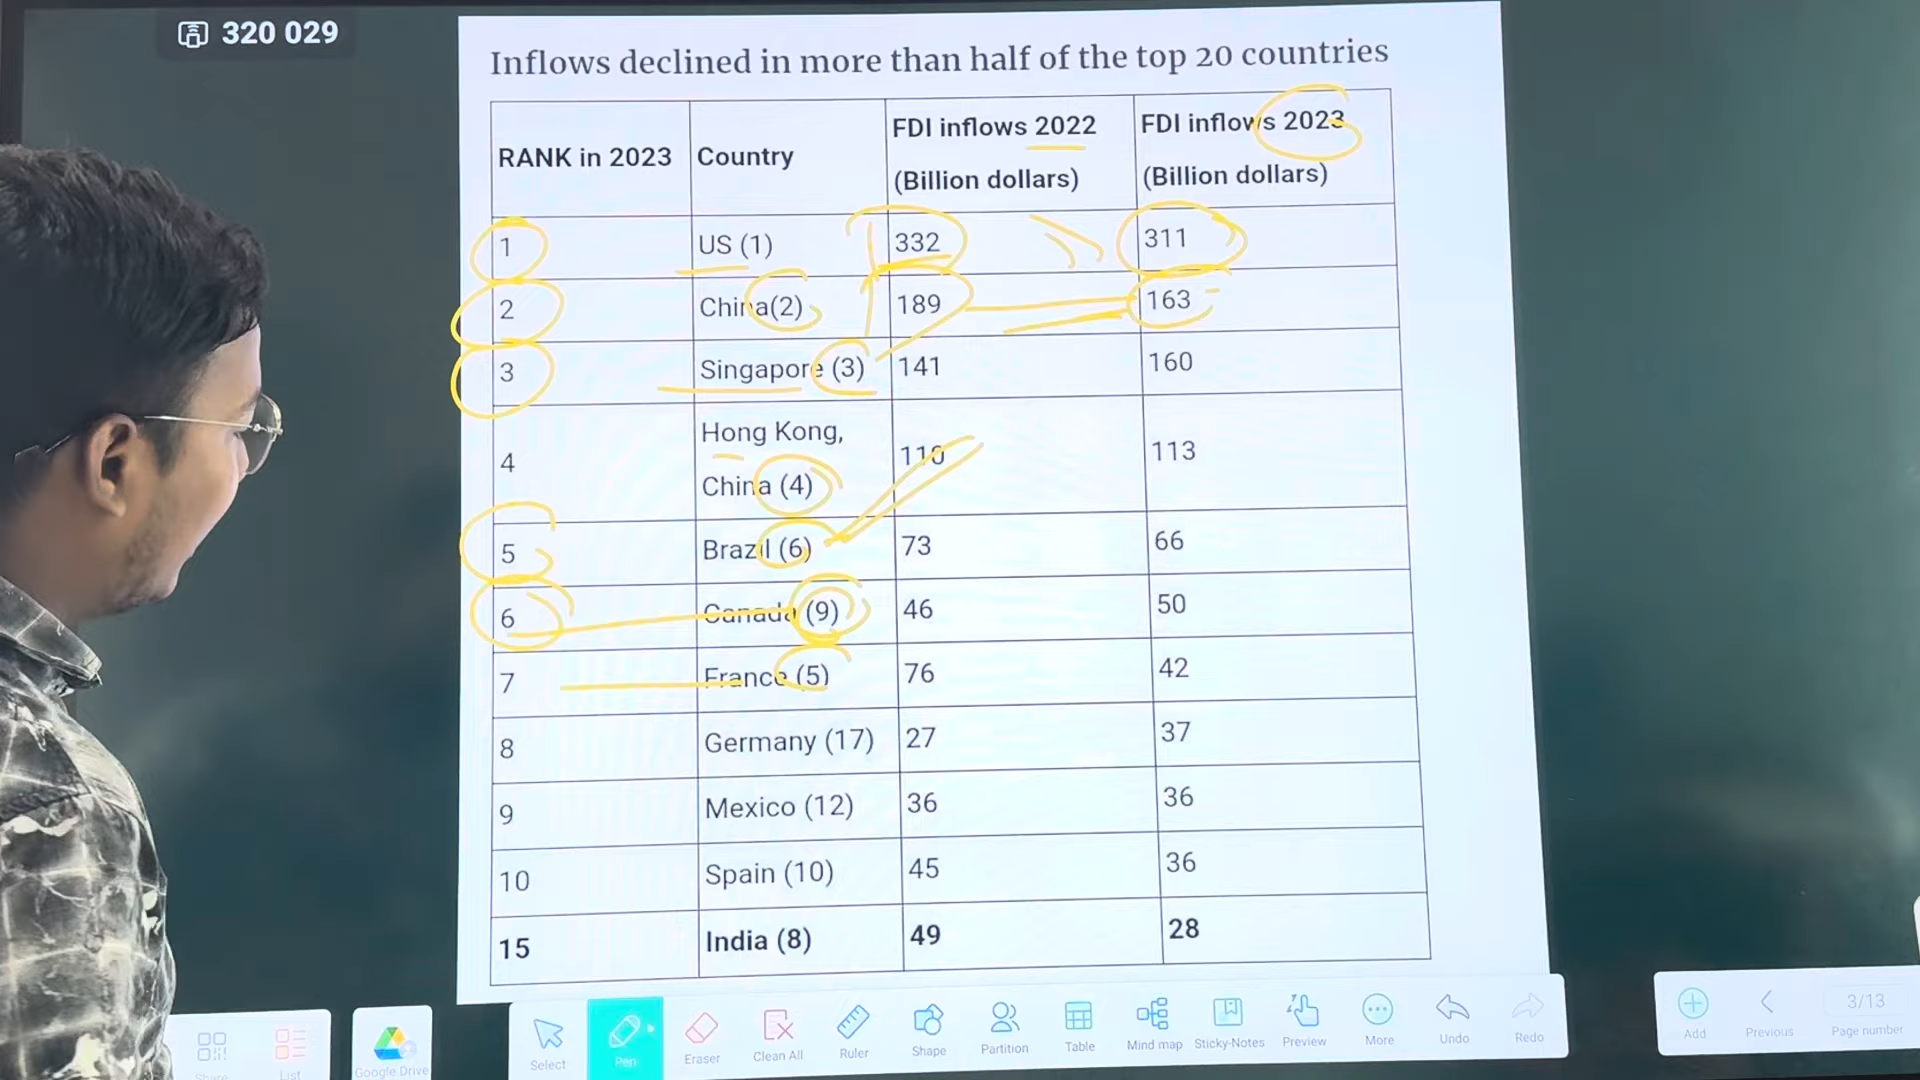 320 029
Inflows declined in more than half of the top 20 countries
RANK in 2023 Country FDI inflows 2022 (Billion dollars) FDI inflows 2023 (Billion dollars)
1 US (1) 332 311
2 China(2) 189 163
3 Singapore (3) 141 160
4 Hong Kong, China (4) 110 113
5 Brazil (6) 73 66
6 Canada (9) 46 50
7 France (5) 76 42
8 Germany (17) 27 37
9 Mexico (12) 36 36
10 Spain (10) 45 36
15 India (8) 49 28
Share List Google Drive Select Pen Eraser Clean All Ruler Shape Partition Table Mind map Sticky-Notes Preview More Undo Redo Add Previous 3/13 Page number